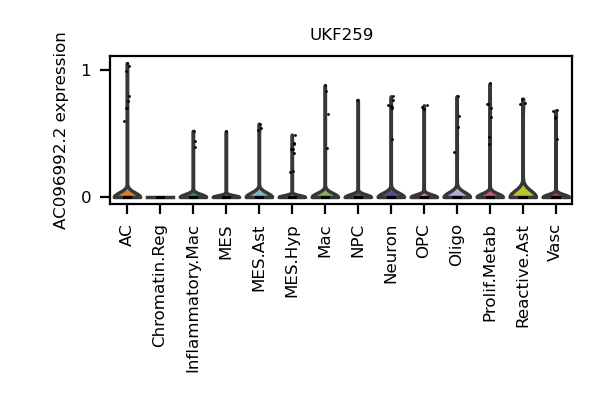 UKF259
AC096992.2 expression
1
0
AC
Chromatin.Reg
Inflammatory.Mac
MES
MES.Ast
MES.Hyp
Mac
NPC
Neuron
OPC
Oligo
Prolif.Metab
Reactive.Ast
Vasc